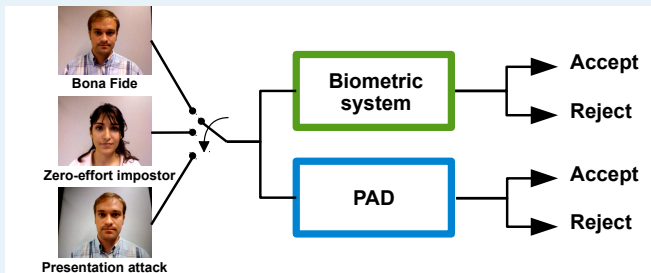 Bona Fide
Zero-effort impostor
Presentation attack
Biometric
system
PAD
Accept
Reject
Accept
Reject